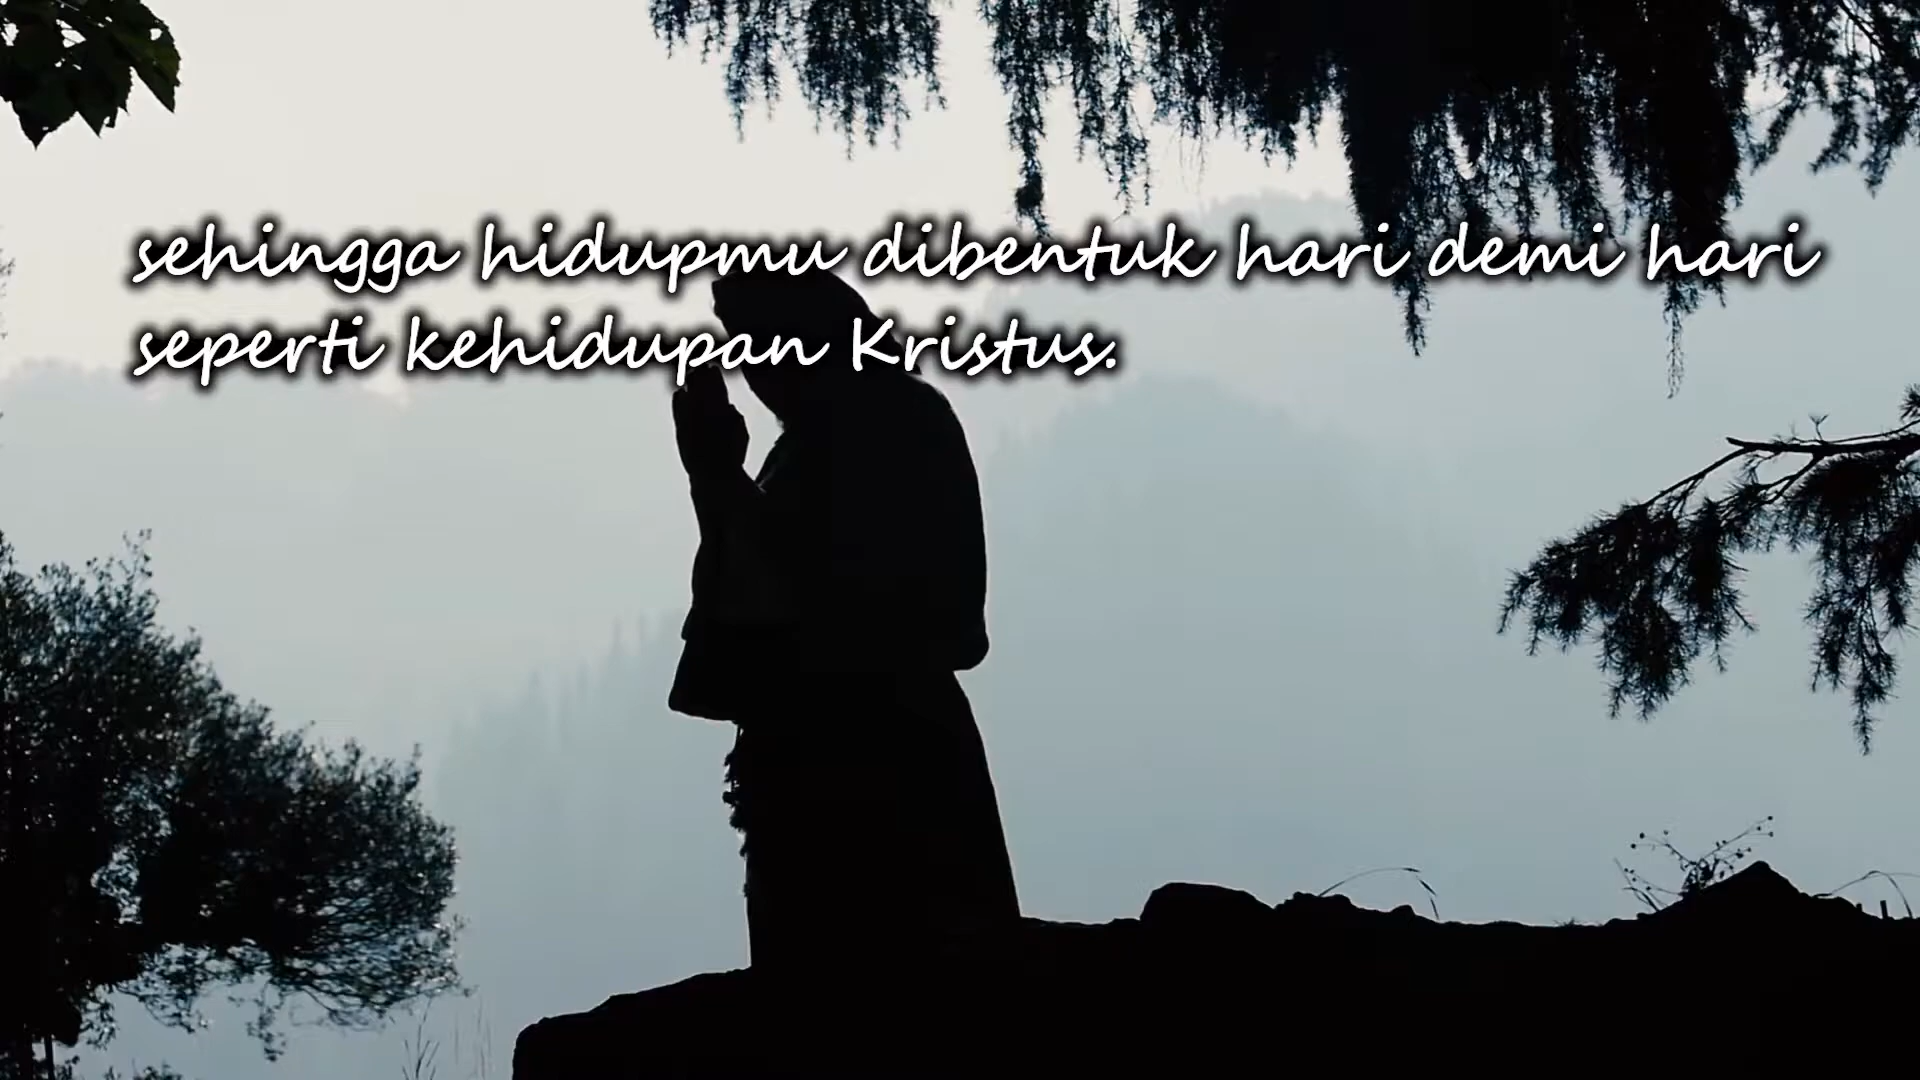 sehingga hidupmu dibentuk hari demi hari
seperti kehidupan Kristus.